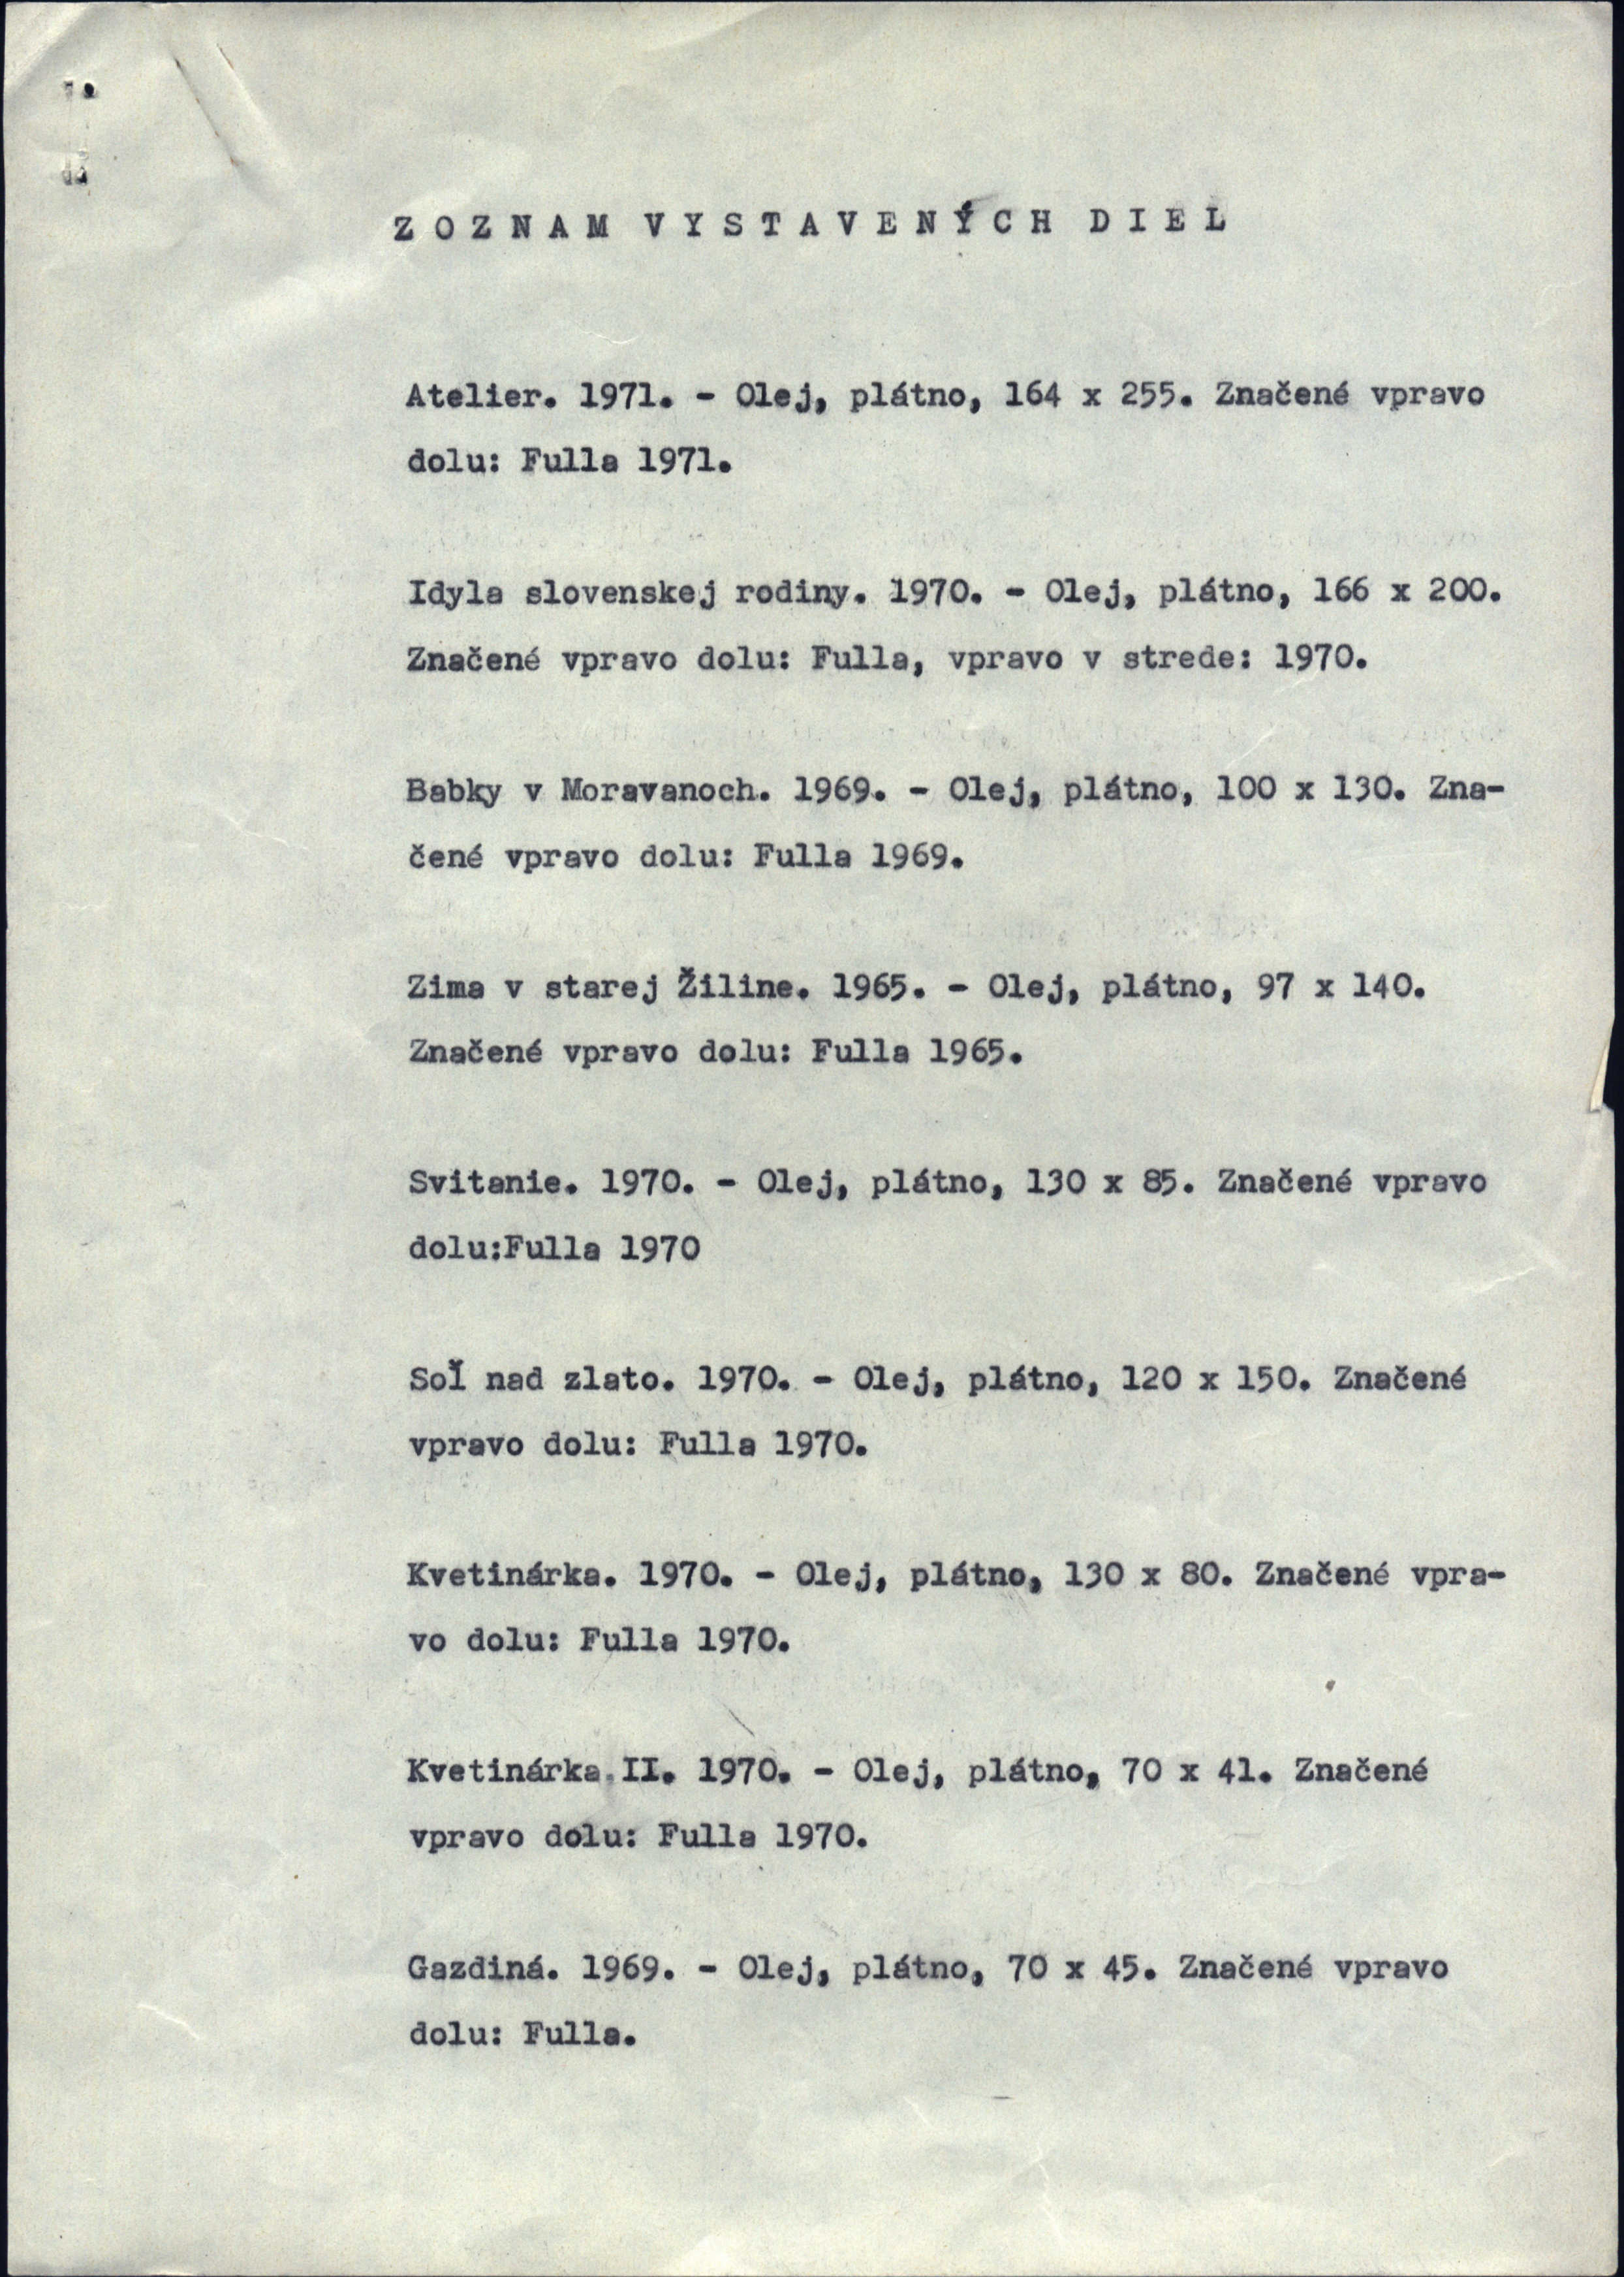 ZOZNAM VYSTAVENÝCH DIEL
Atelier. 1971. - Olej, plátno, 164 x 255. Značené vpravo
dolu: Fulla 1971.
Idyla slovenskej rodiny. 1970. - Olej, plátno, 166 x 200.
Značené vpravo dolu: Fulla, vpravo v strede: 1970.
Babky v Moravanoch. 1969. - Olej, plátno, 100 x 130. Zna-
čené vpravo dolu: Fulla 1969.
Zima v starej Žiline. 1965. - Olej, plátno, 97 x 140.
Značené vpravo dolu: Fulla 1965.
Svitanie. 1970. - Olej, plátno, 130 x 85. Značené vpravo
dolu:Fulla 1970
Soľ nad zlato. 1970. - Olej, plátno, 120 x 150. Značené
vpravo dolu: Fulla 1970.
Kvetinárka. 1970. - Olej, plátno, 130 x 80. Značené vpra-
vo dolu: Fulla 1970.
Kvetinárka II. 1970. - Olej, plátno, 70 x 41. Značené
vpravo dolu: Fulla 1970.
Gazdiná. 1969. - Olej, plátno, 70 x 45. Značené vpravo
dolu: Fulla.